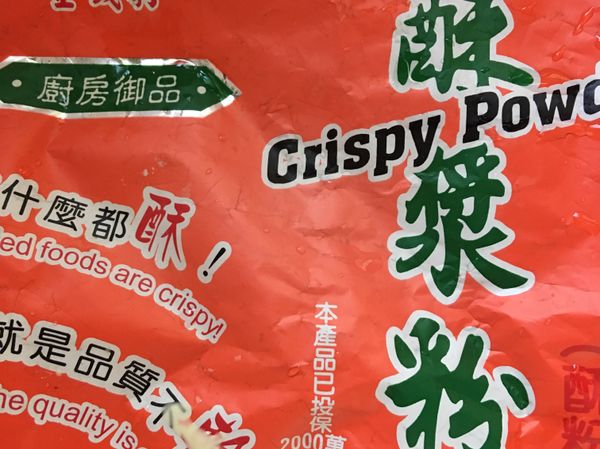 廚房御品
酥漿粉
Crispy Powd
什麼都酥！
ed foods are crispy!
就是品質不
he quality is
本產品已投保
2000萬